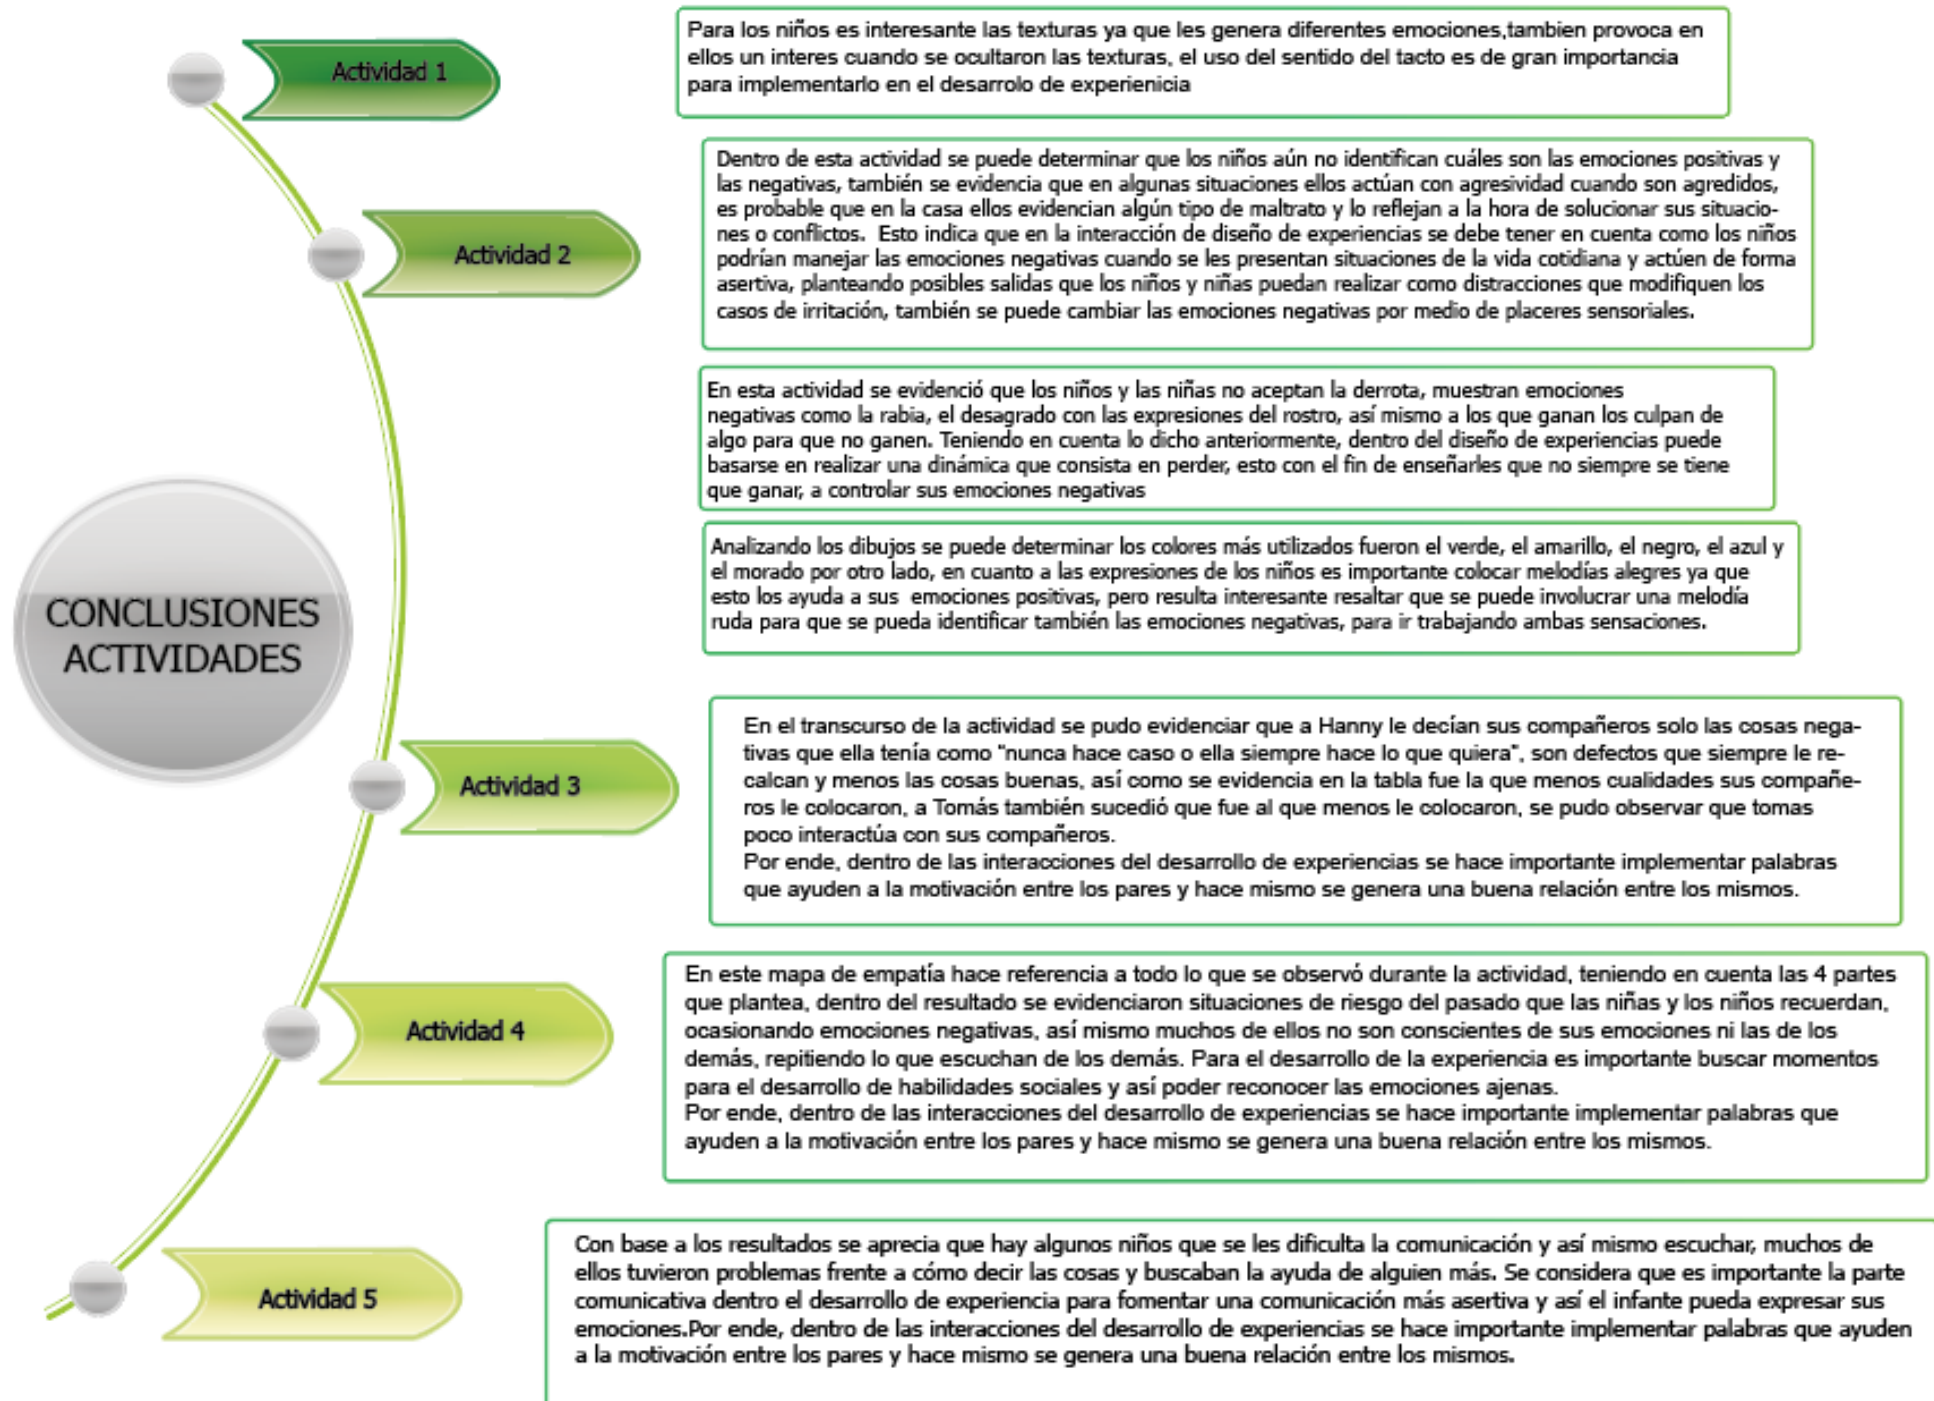 Actividad 1
Para los niños es interesante las texturas ya que les genera diferentes emociones,tambien provoca en
ellos un interes cuando se ocultaron las texturas, el uso del sentido del tacto es de gran importancia
para implementarlo en el desarrolo de experienicia
Actividad 2
Dentro de esta actividad se puede determinar que los niños aún no identifican cuáles son las emociones positivas y
las negativas, también se evidencia que en algunas situaciones ellos actúan con agresividad cuando son agredidos,
es probable que en la casa ellos evidencian algún tipo de maltrato y lo reflejan a la hora de solucionar sus situacio-
nes o conflictos.  Esto indica que en la interacción de diseño de experiencias se debe tener en cuenta como los niños
podrían manejar las emociones negativas cuando se les presentan situaciones de la vida cotidiana y actúen de forma
asertiva, planteando posibles salidas que los niños y niñas puedan realizar como distracciones que modifiquen los
casos de irritación, también se puede cambiar las emociones negativas por medio de placeres sensoriales.
En esta actividad se evidenció que los niños y las niñas no aceptan la derrota, muestran emociones
negativas como la rabia, el desagrado con las expresiones del rostro, así mismo a los que ganan los culpan de
algo para que no ganen. Teniendo en cuenta lo dicho anteriormente, dentro del diseño de experiencias puede
basarse en realizar una dinámica que consista en perder, esto con el fin de enseñarles que no siempre se tiene
que ganar, a controlar sus emociones negativas
Analizando los dibujos se puede determinar los colores más utilizados fueron el verde, el amarillo, el negro, el azul y
el morado por otro lado, en cuanto a las expresiones de los niños es importante colocar melodías alegres ya que
esto los ayuda a sus  emociones positivas, pero resulta interesante resaltar que se puede involucrar una melodía
ruda para que se pueda identificar también las emociones negativas, para ir trabajando ambas sensaciones.
CONCLUSIONES
ACTIVIDADES
Actividad 3
En el transcurso de la actividad se pudo evidenciar que a Hanny le decían sus compañeros solo las cosas nega-
tivas que ella tenía como "nunca hace caso o ella siempre hace lo que quiera", son defectos que siempre le re-
calcan y menos las cosas buenas, así como se evidencia en la tabla fue la que menos cualidades sus compañe-
ros le colocaron, a Tomás también sucedió que fue al que menos le colocaron, se pudo observar que tomas
poco interactúa con sus compañeros.
Por ende, dentro de las interacciones del desarrollo de experiencias se hace importante implementar palabras
que ayuden a la motivación entre los pares y hace mismo se genera una buena relación entre los mismos.
Actividad 4
En este mapa de empatía hace referencia a todo lo que se observó durante la actividad, teniendo en cuenta las 4 partes
que plantea, dentro del resultado se evidenciaron situaciones de riesgo del pasado que las niñas y los niños recuerdan,
ocasionando emociones negativas, así mismo muchos de ellos no son conscientes de sus emociones ni las de los
demás, repitiendo lo que escuchan de los demás. Para el desarrollo de la experiencia es importante buscar momentos
para el desarrollo de habilidades sociales y así poder reconocer las emociones ajenas.
Por ende, dentro de las interacciones del desarrollo de experiencias se hace importante implementar palabras que
ayuden a la motivación entre los pares y hace mismo se genera una buena relación entre los mismos.
Actividad 5
Con base a los resultados se aprecia que hay algunos niños que se les dificulta la comunicación y así mismo escuchar, muchos de
ellos tuvieron problemas frente a cómo decir las cosas y buscaban la ayuda de alguien más. Se considera que es importante la parte
comunicativa dentro el desarrollo de experiencia para fomentar una comunicación más asertiva y así el infante pueda expresar sus
emociones.Por ende, dentro de las interacciones del desarrollo de experiencias se hace importante implementar palabras que ayuden
a la motivación entre los pares y hace mismo se genera una buena relación entre los mismos.